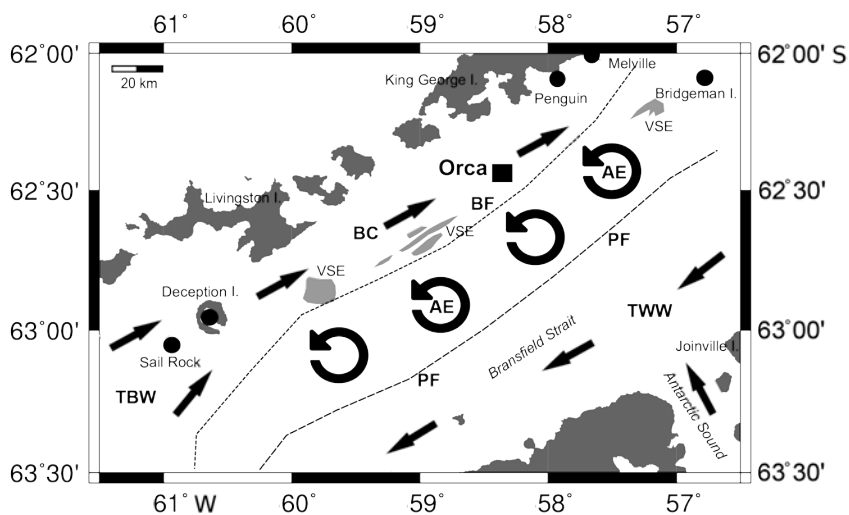 61° 60° 59° 58° 57°
62°00' 62°00' S
20 km
King George I.
Melville
Penguin
Bridgeman I.
VSE
Orca
AE
62°30' 62°30'
Livingston I.
BF
BC
VSE
PF
VSE
Deception I.
AE
TWW
63°00' 63°00'
Bransfield Strait
Joinville I.
Sail Rock
TBW
PF
Antarctic Sound
63°30' 63°30'
61° W 60° 59° 58° 57°